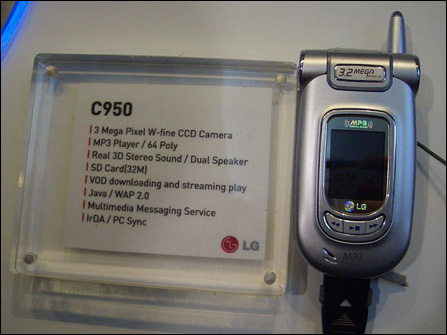 C950
3 Mega Pixel W-fine CCD Camera
MP3 Player / 64 Poly
Real 3D Stereo Sound / Dual Speaker
SD Card(32M)
VOD downloading and streaming play
Java / WAP 2.0
Multimedia Messaging Service
IrDA / PC Sync
LG
3.2 MEGA
MP3
LG
MP3